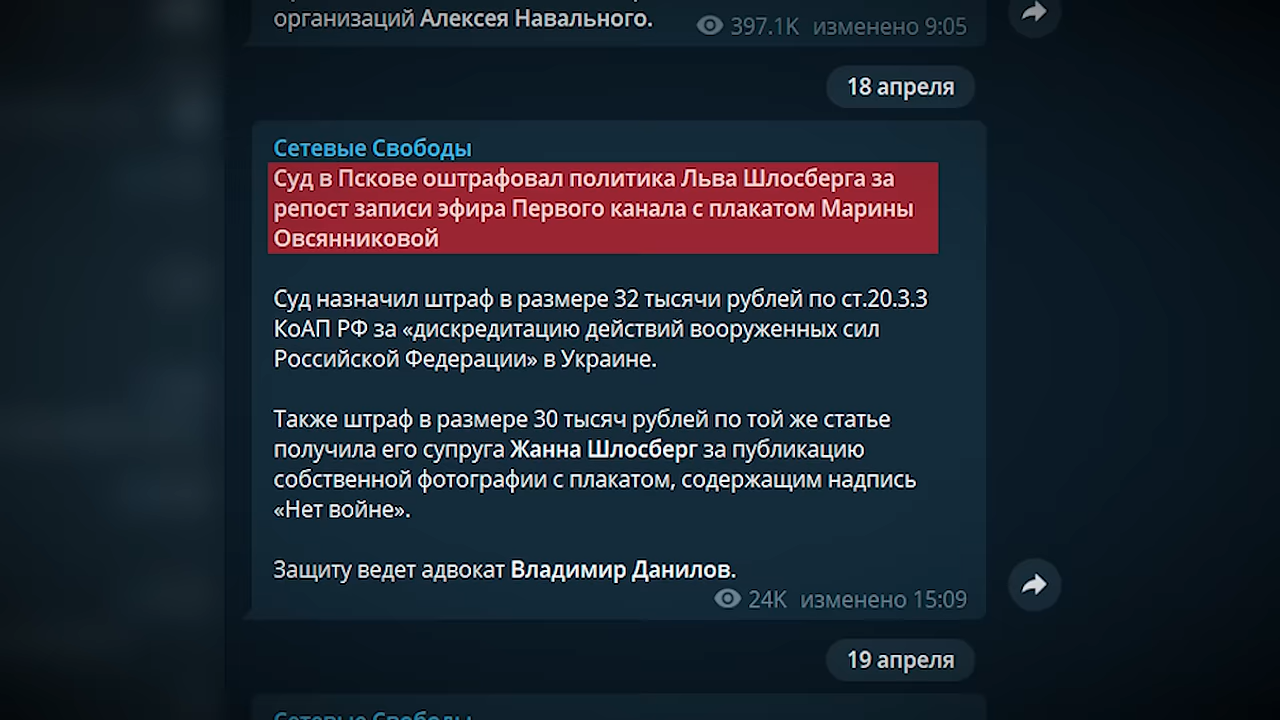 организаций Алексея Навального.
397.1K изменено 9:05
18 апреля
Сетевые Свободы
Суд в Пскове оштрафовал политика Льва Шлосберга за
репост записи эфира Первого канала с плакатом Марины
Овсянниковой
Суд назначил штраф в размере 32 тысячи рублей по ст.20.3.3
КоАП РФ за «дискредитацию действий вооруженных сил
Российской Федерации» в Украине.
Также штраф в размере 30 тысяч рублей по той же статье
получила его супруга Жанна Шлосберг за публикацию
собственной фотографии с плакатом, содержащим надпись
«Нет войне».
Защиту ведет адвокат Владимир Данилов.
24K изменено 15:09
19 апреля
Сетевые Свободы